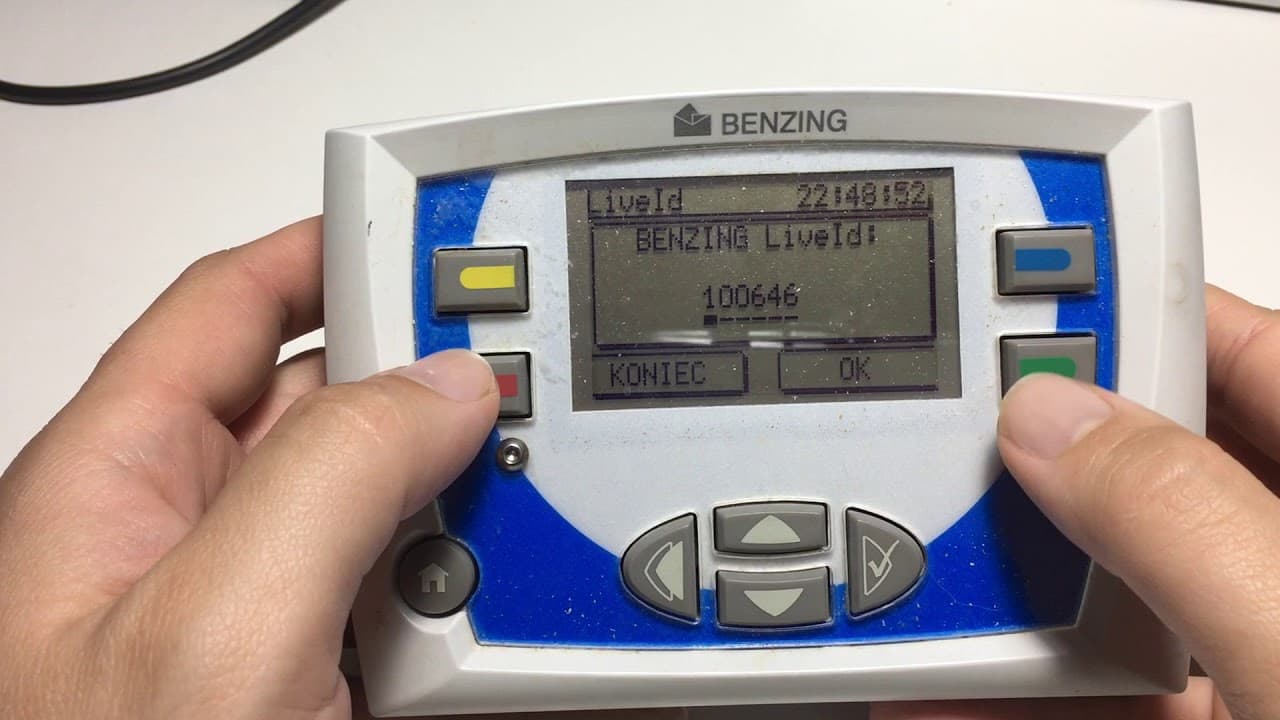 BENZING
LiveId 22:48:52
BENZING LiveId:
100646
KONIEC OK